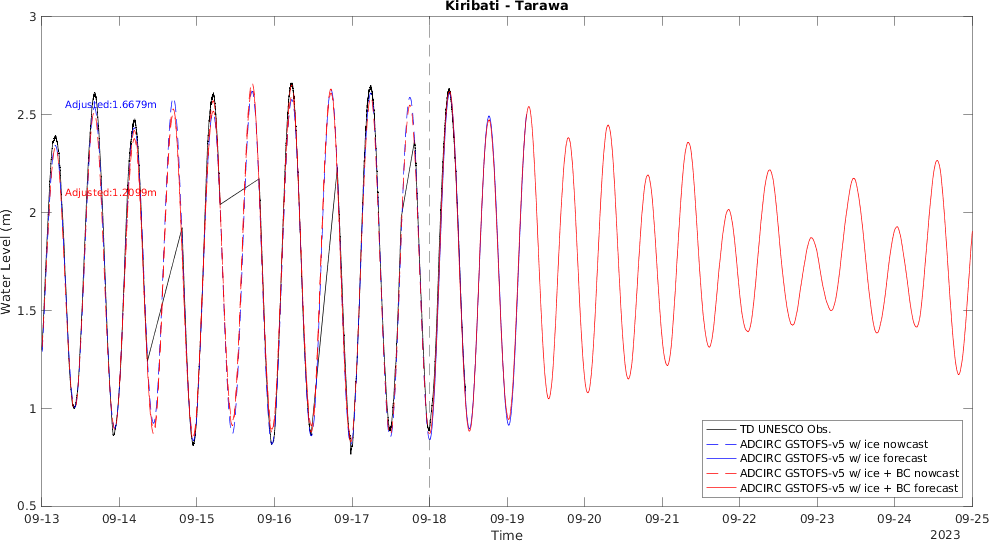 Kiribati - Tarawa
3
Adjusted:1.6679m
2.5
Adjusted:1.2099m
2
Water Level (m)
1.5
1
TD UNESCO Obs.
ADCIRC GSTOFS-v5 w/ ice nowcast
ADCIRC GSTOFS-v5 w/ ice forecast
ADCIRC GSTOFS-v5 w/ ice + BC nowcast
ADCIRC GSTOFS-v5 w/ ice + BC forecast
0.5
09-13 09-14 09-15 09-16 09-17 09-18 09-19 09-20 09-21 09-22 09-23 09-24 09-25
Time 2023